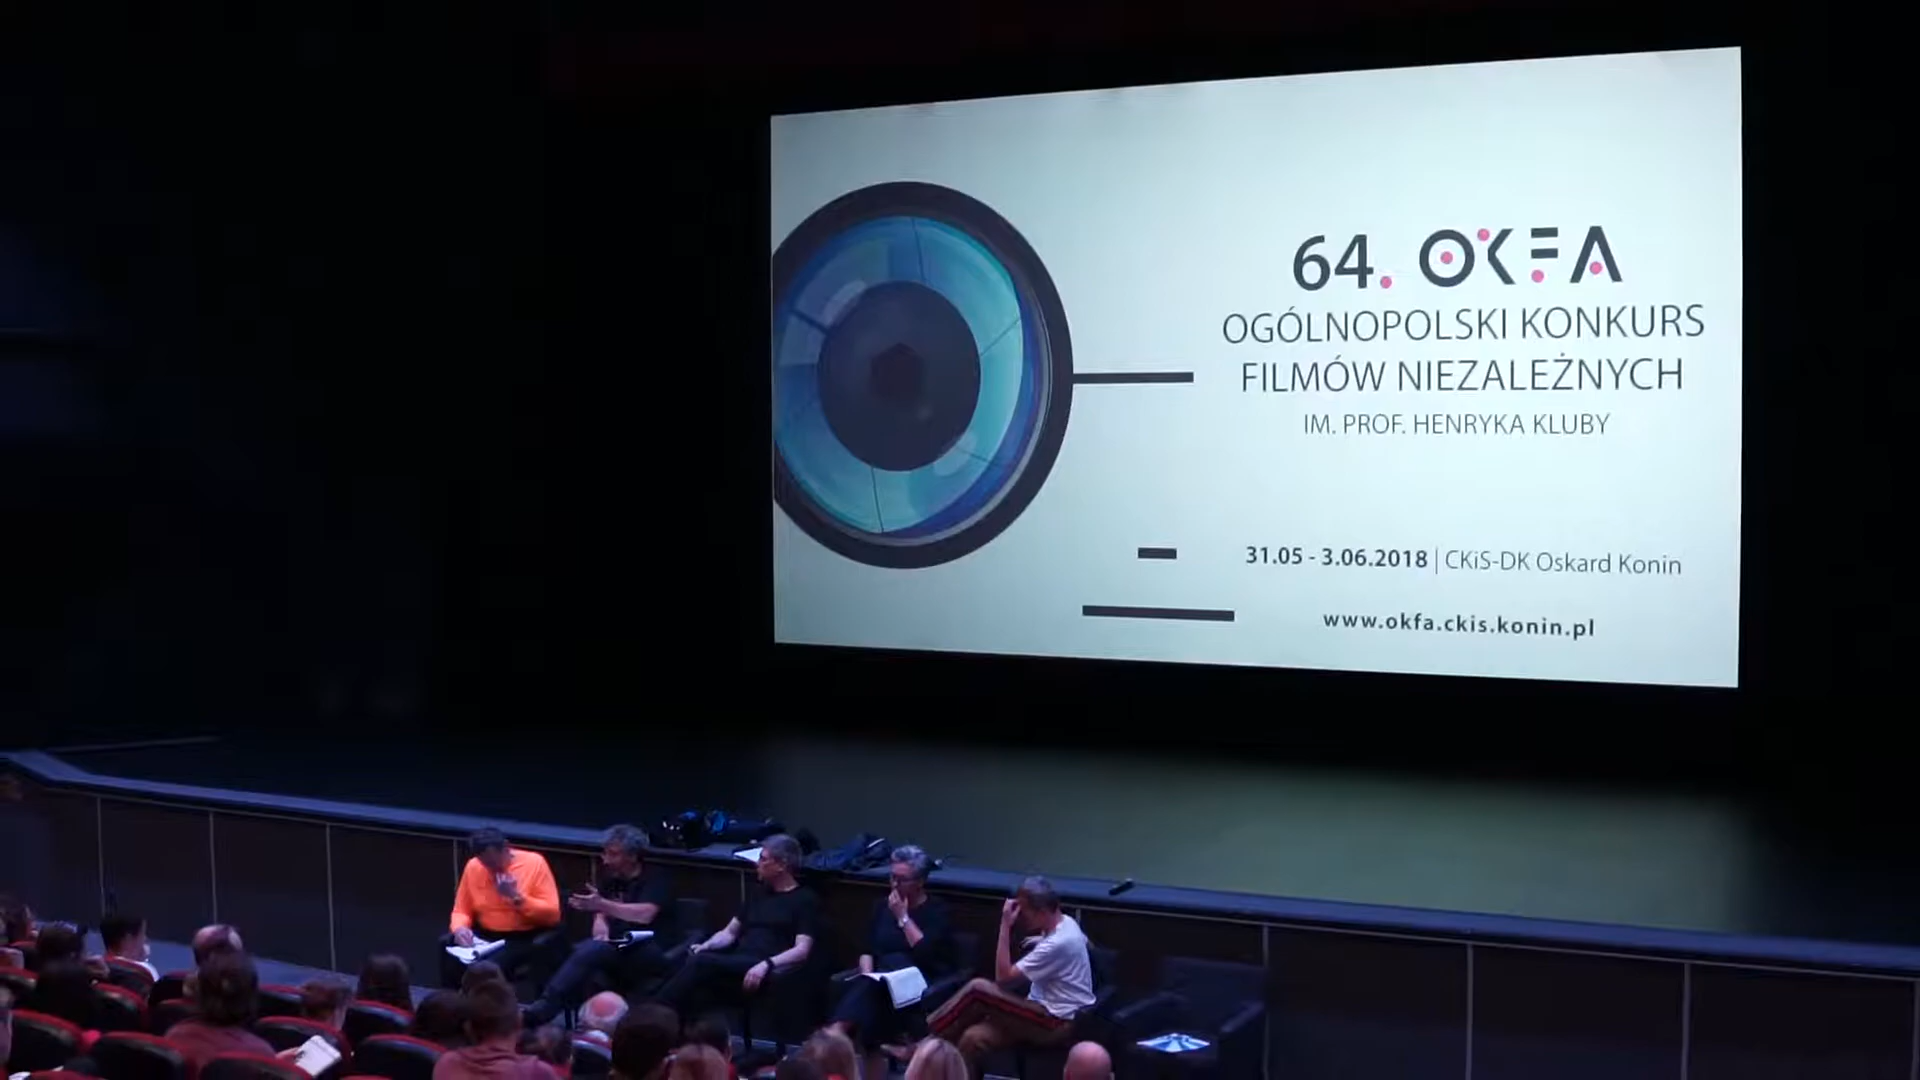 64. OKFA
OGÓLNOPOLSKI KONKURS
FILMÓW NIEZALEŻNYCH
IM. PROF. HENRYKA KLUBY
31.05 - 3.06.2018 | CKiS-DK Oskard Konin
www.okfa.ckis.konin.pl